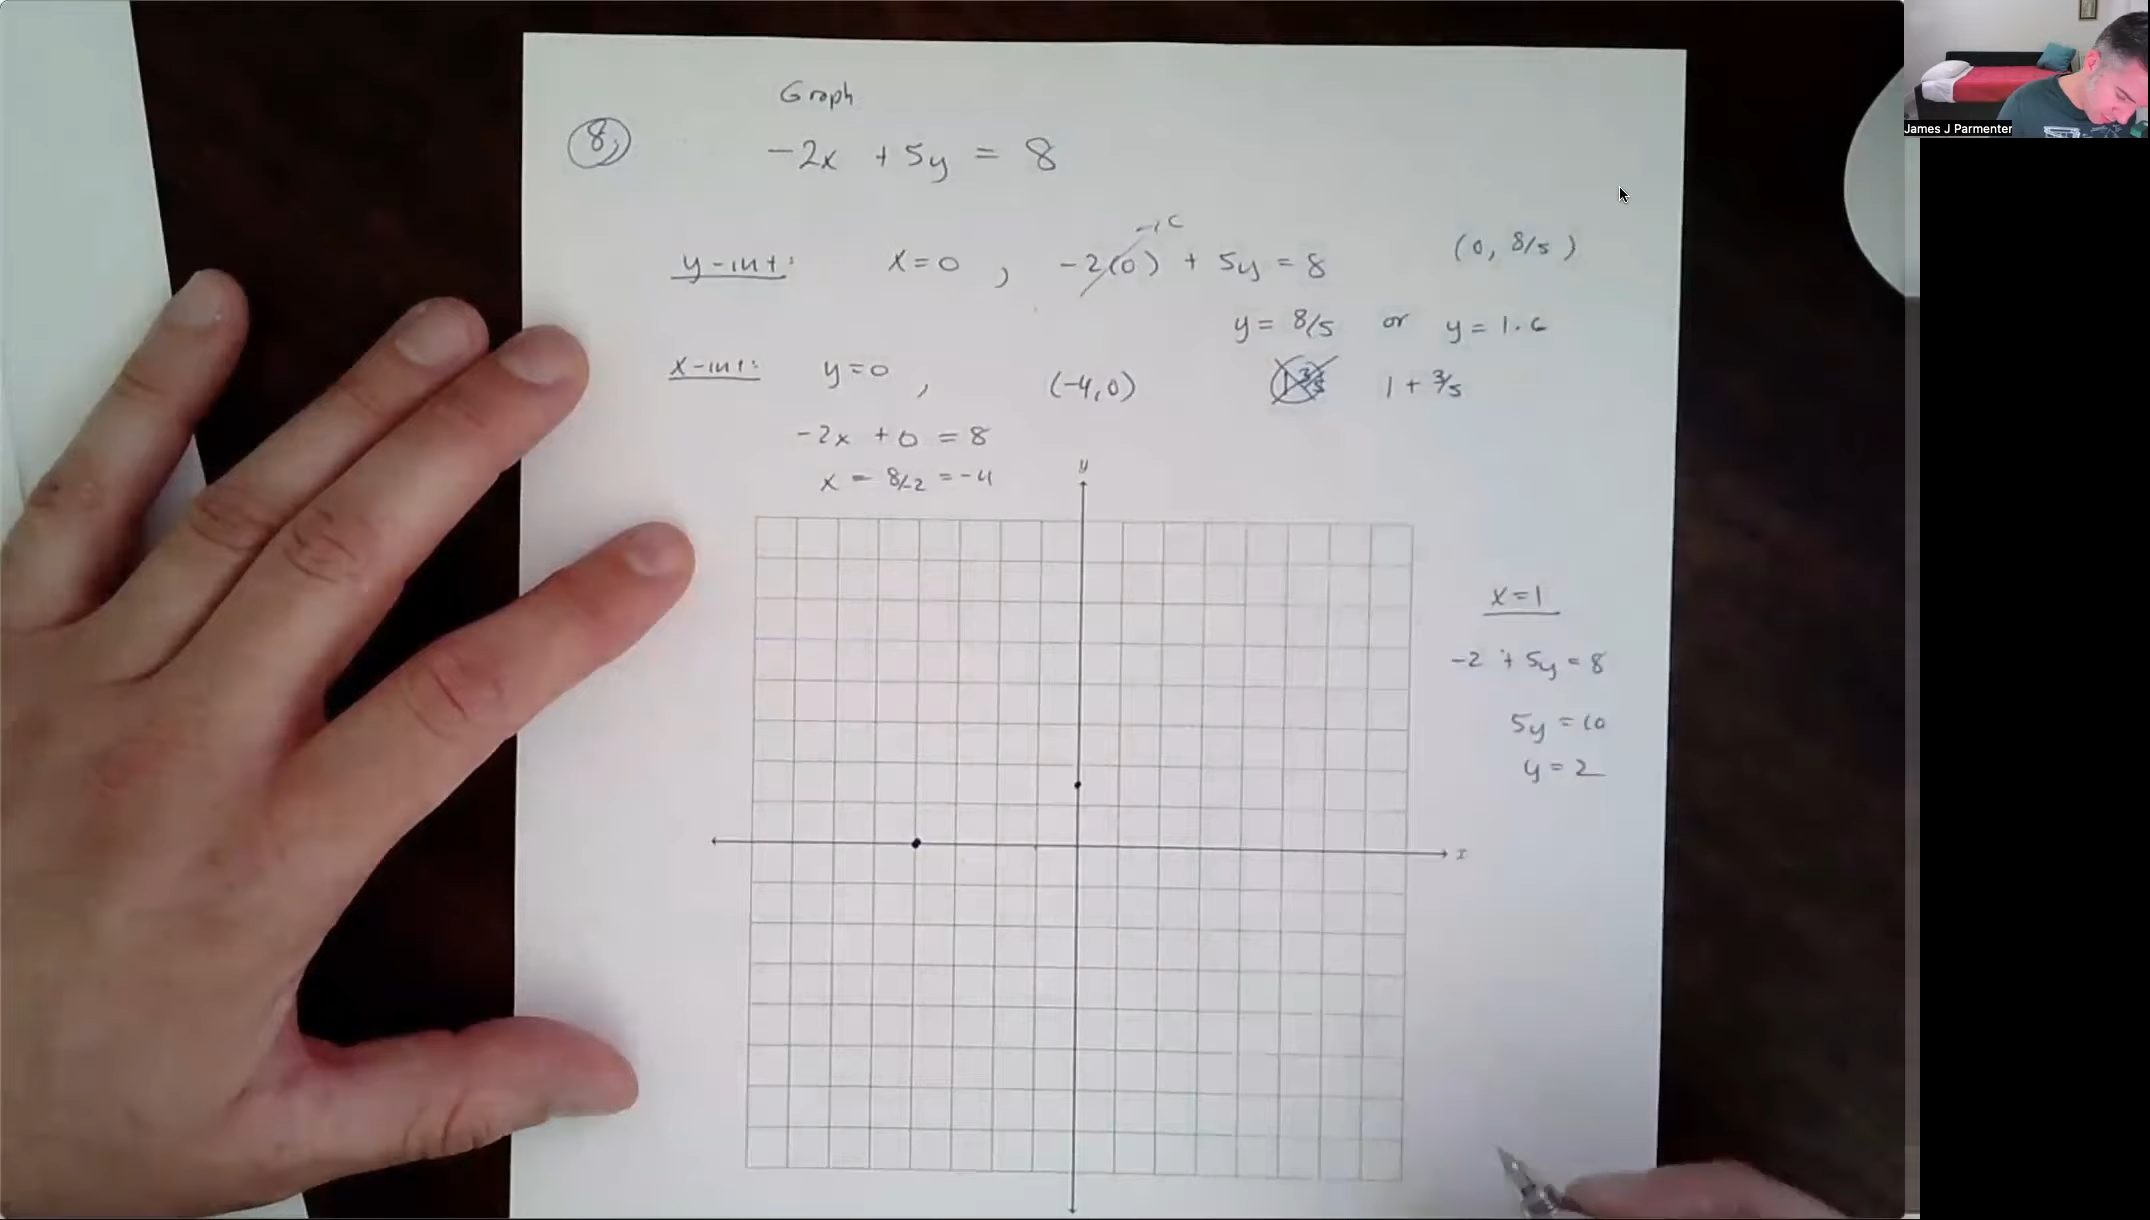 Graph
8,
-2x + 5y = 8
y-int: x=0 , -2(0) + 5y = 8 (0, 8/5)
y = 8/5 or y = 1.6
x-int: y=0 , (-4,0) 1 + 3/5
-2x + 0 = 8
x = 8/-2 = -4
y
x
x=1
-2 + 5y = 8
5y = 10
y = 2
James J Parmenter